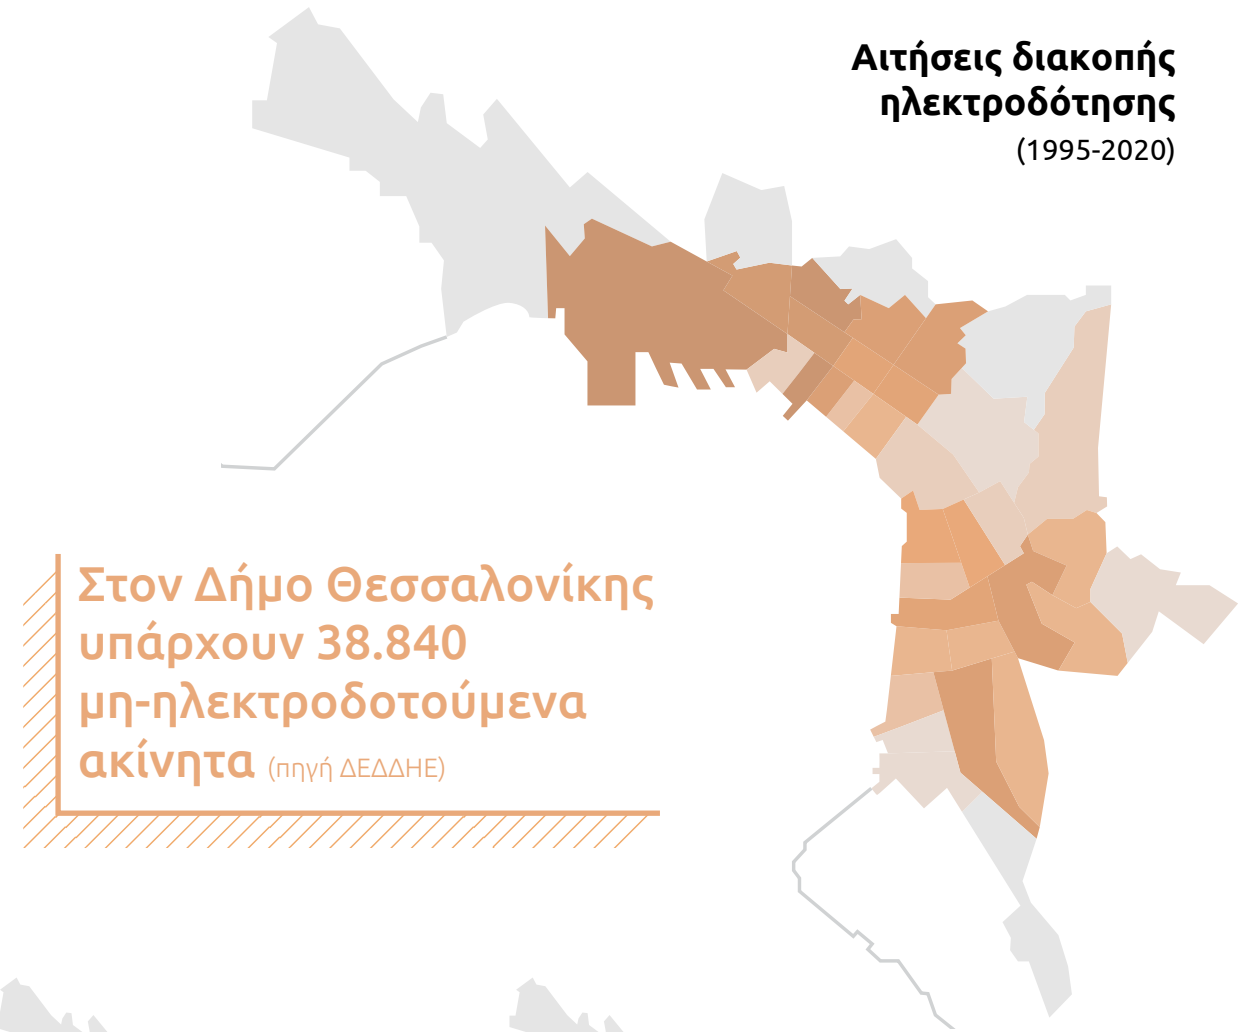 Αιτήσεις διακοπής
ηλεκτροδότησης
(1995-2020)
Στον Δήμο Θεσσαλονίκης
υπάρχουν 38.840
μη-ηλεκτροδοτούμενα
ακίνητα (πηγή ΔΕΔΔΗΕ)